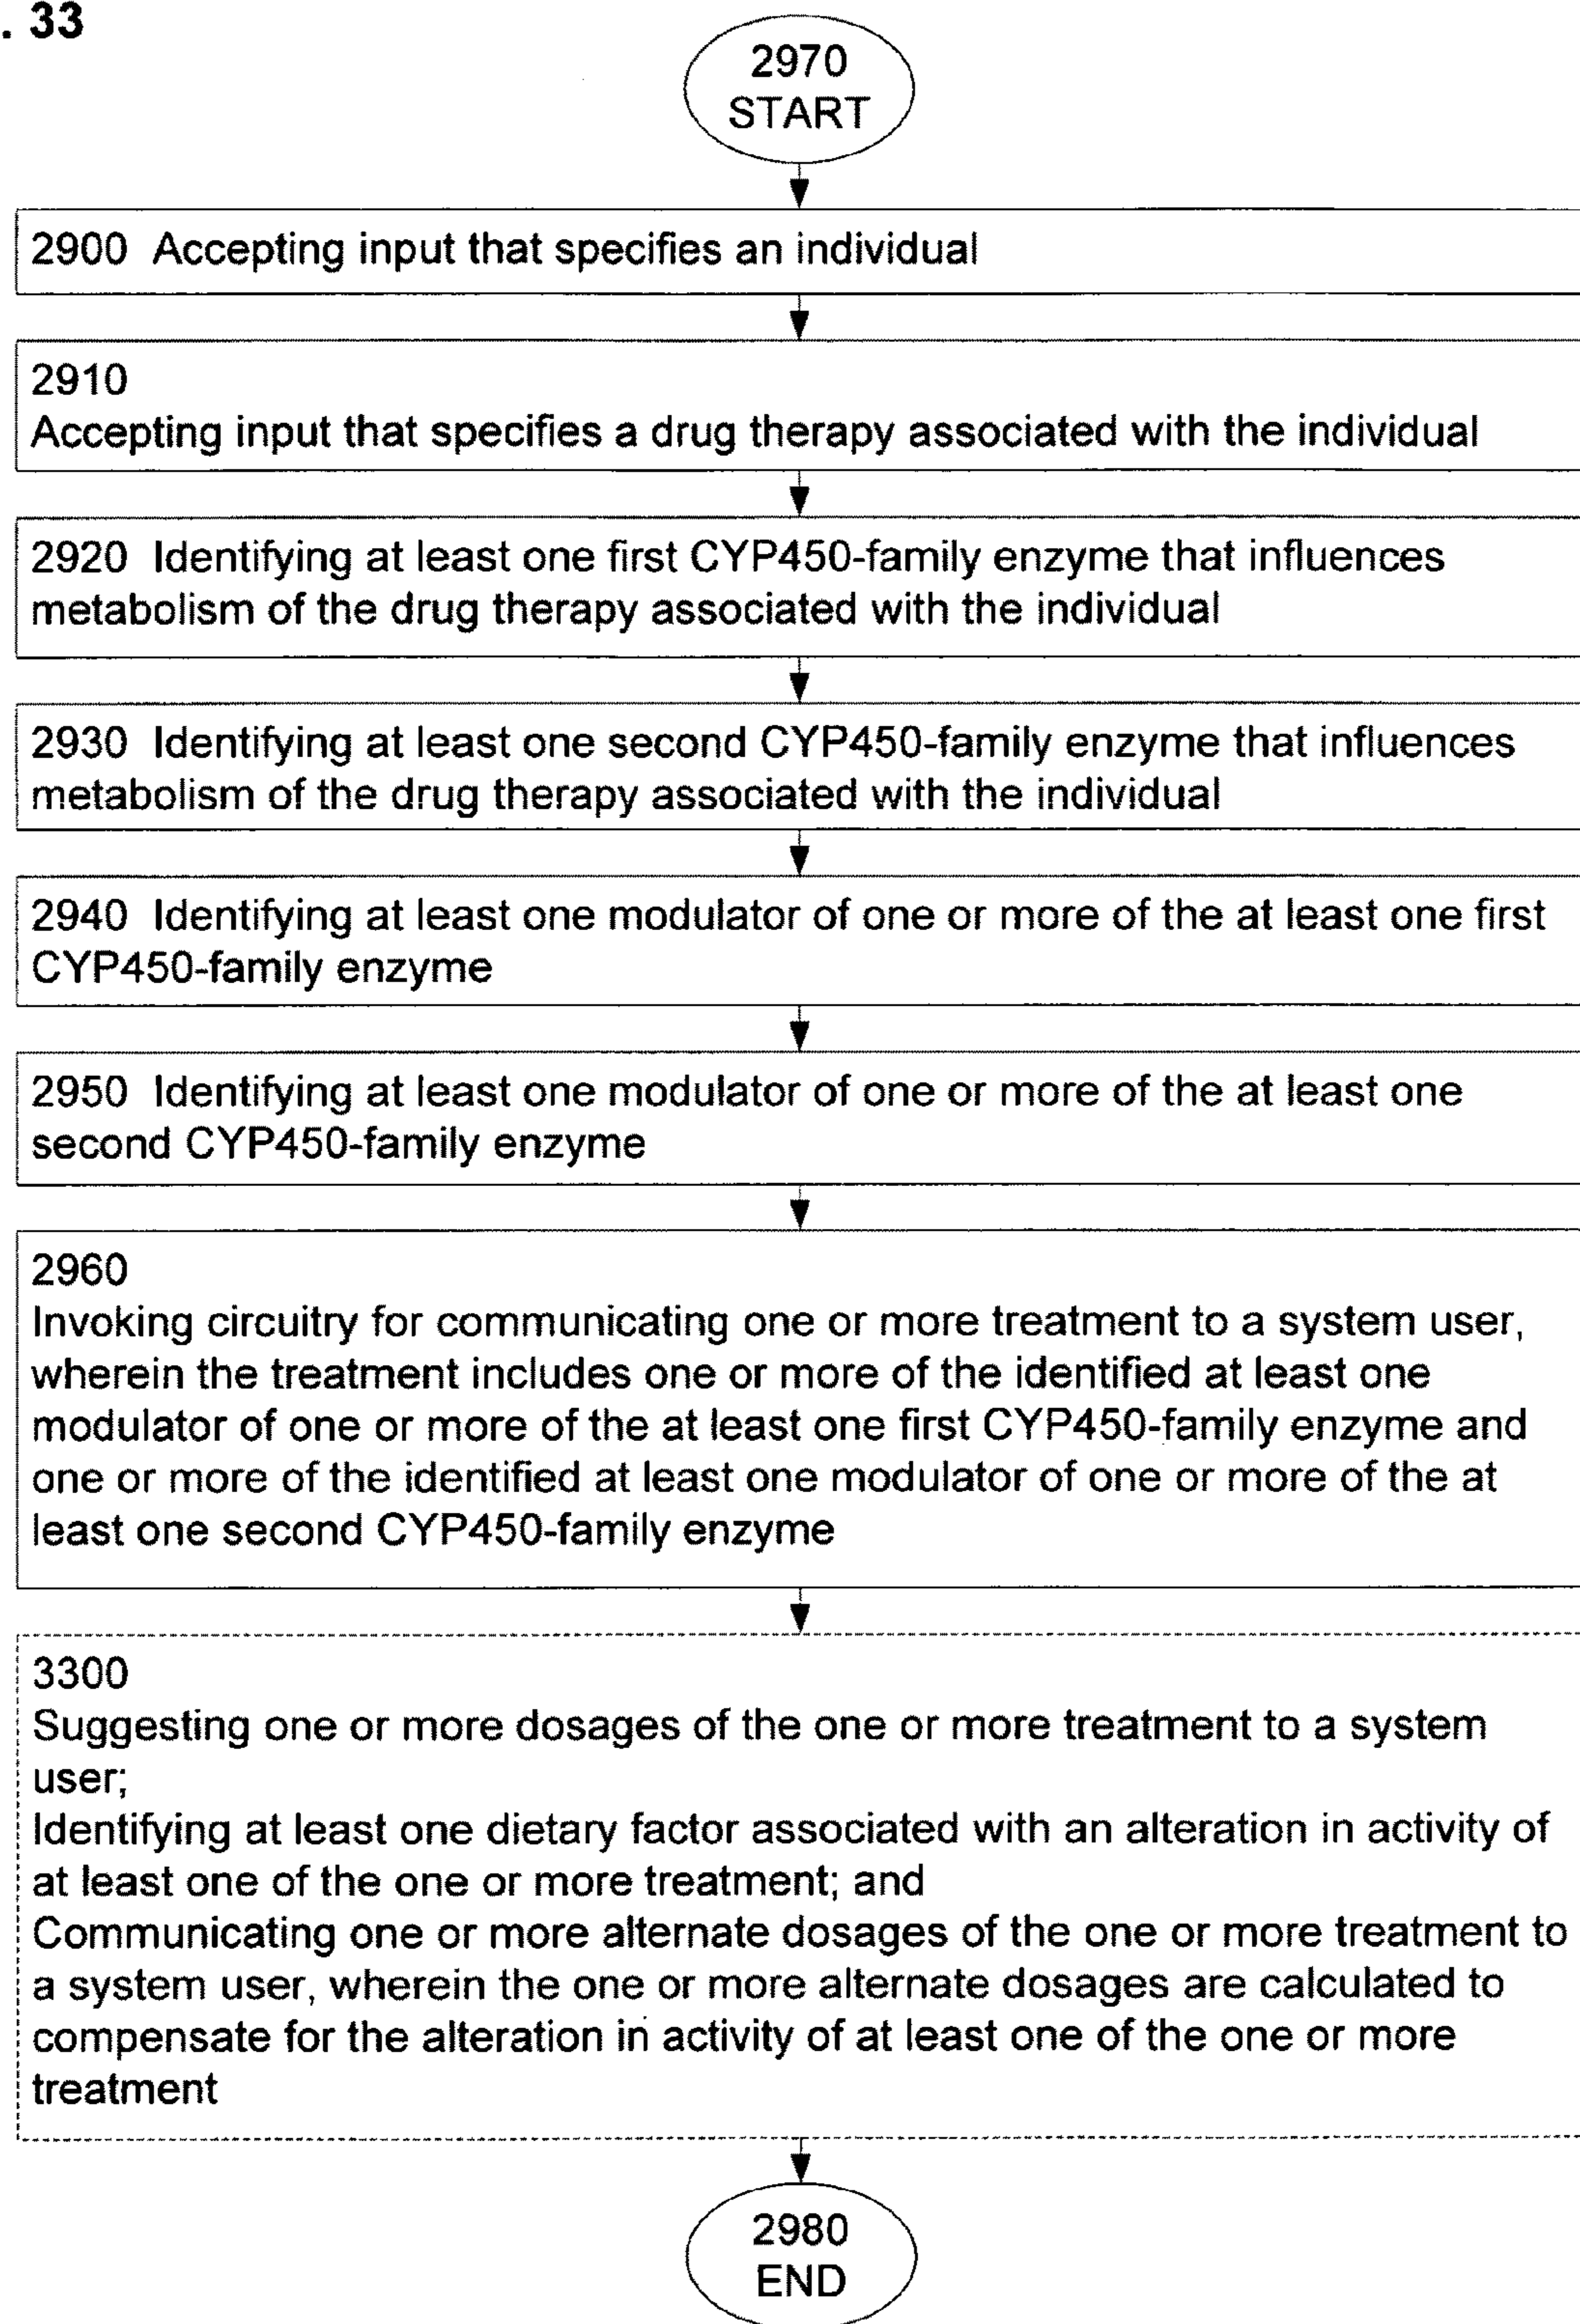 . 33
2970
START
2900 Accepting input that specifies an individual
2910
Accepting input that specifies a drug therapy associated with the individual
2920 Identifying at least one first CYP450-family enzyme that influences
metabolism of the drug therapy associated with the individual
2930 Identifying at least one second CYP450-family enzyme that influences
metabolism of the drug therapy associated with the individual
2940 Identifying at least one modulator of one or more of the at least one first
CYP450-family enzyme
2950 Identifying at least one modulator of one or more of the at least one
second CYP450-family enzyme
2960
Invoking circuitry for communicating one or more treatment to a system user,
wherein the treatment includes one or more of the identified at least one
modulator of one or more of the at least one first CYP450-family enzyme and
one or more of the identified at least one modulator of one or more of the at
least one second CYP450-family enzyme
3300
Suggesting one or more dosages of the one or more treatment to a system
user;
Identifying at least one dietary factor associated with an alteration in activity of
at least one of the one or more treatment; and
Communicating one or more alternate dosages of the one or more treatment to
a system user, wherein the one or more alternate dosages are calculated to
compensate for the alteration in activity of at least one of the one or more
treatment
2980
END